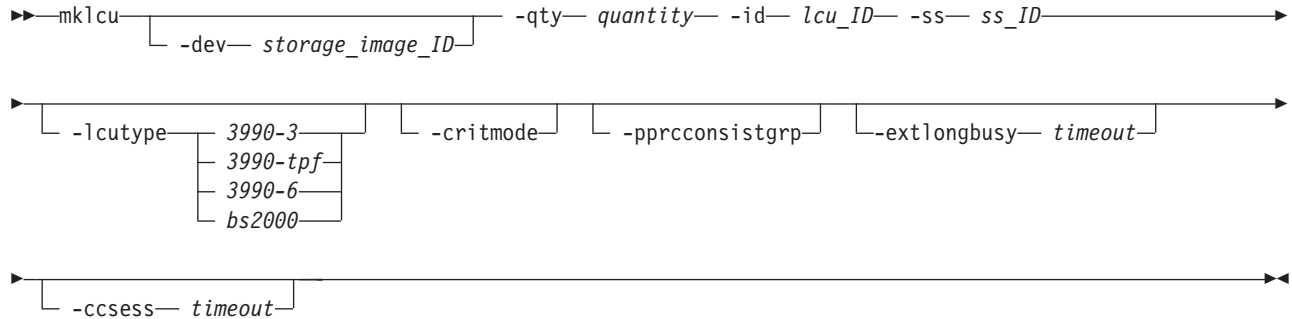 mklcu -dev storage_image_ID -qty quantity -id lcu_ID -ss ss_ID
-lcutype 3990-3 -critmode -pprcconsistgrp -extlongbusy timeout
3990-tpf
3990-6
bs2000
-ccsess timeout